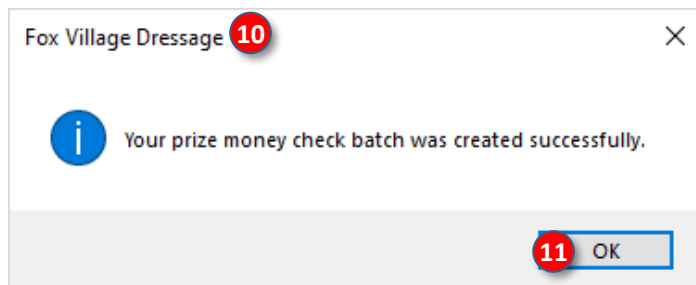 Fox Village Dressage 10
i Your prize money check batch was created successfully.
11 OK